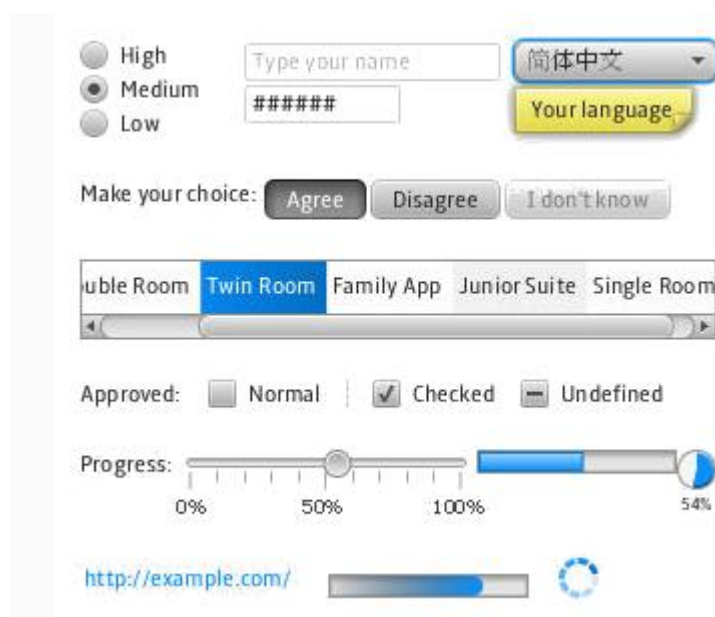 High
Type your name
简体中文
Medium
######
Your language
Low
Make your choice: Agree Disagree I don't know
uble Room Twin Room Family App Junior Suite Single Room
Approved: Normal Checked Undefined
Progress:
0% 50% 100% 54%
http://example.com/